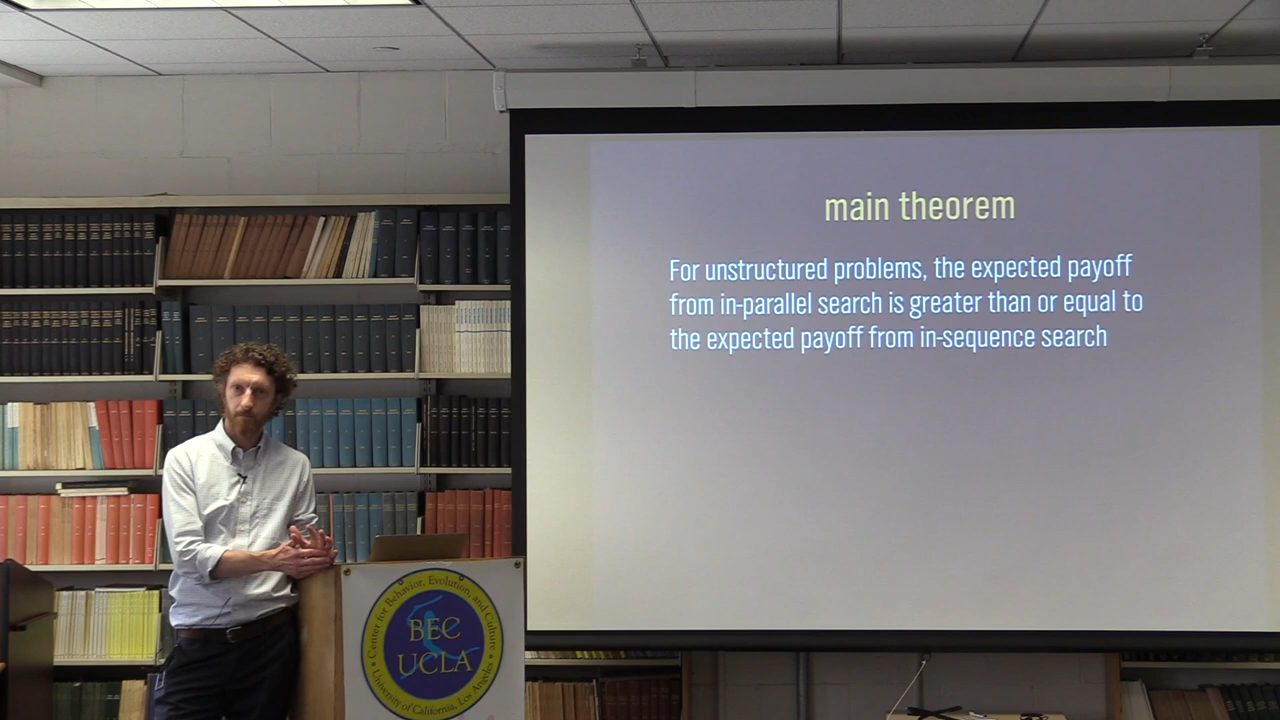 main theorem
For unstructured problems, the expected payoff
from in-parallel search is greater than or equal to
the expected payoff from in-sequence search
Center for Behavior, Evolution, and Culture
BEC
UCLA
University of California, Los Angeles